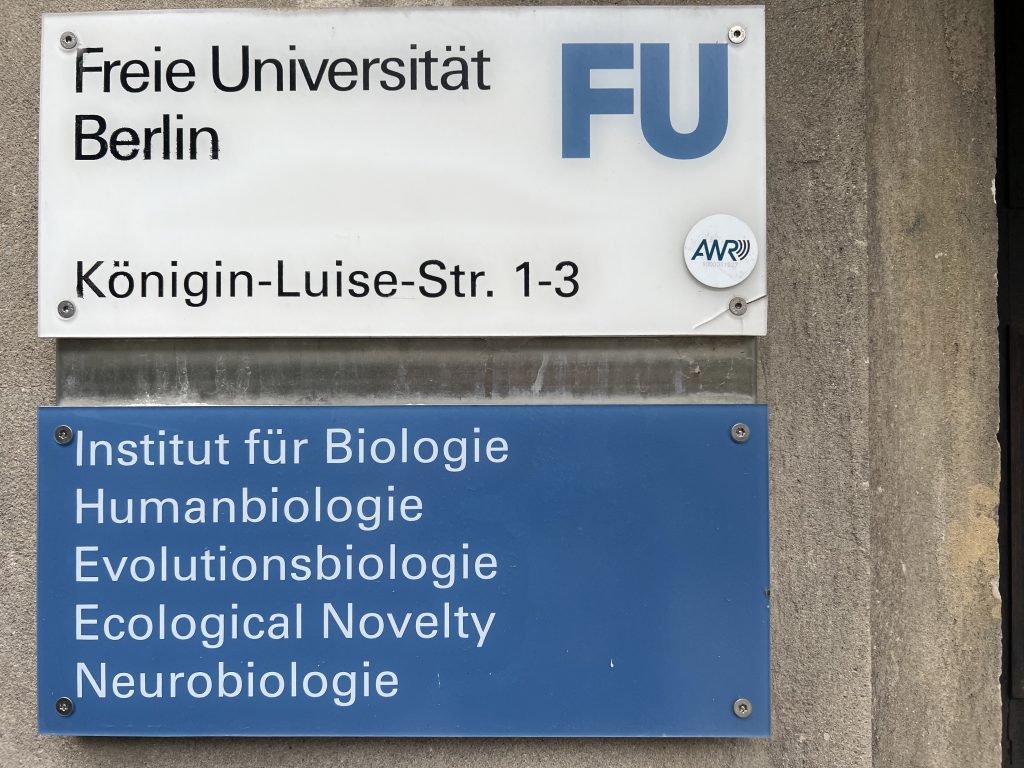 Freie Universität
Berlin
FU
Königin-Luise-Str. 1-3
AWR
Institut für Biologie
Humanbiologie
Evolutionsbiologie
Ecological Novelty
Neurobiologie